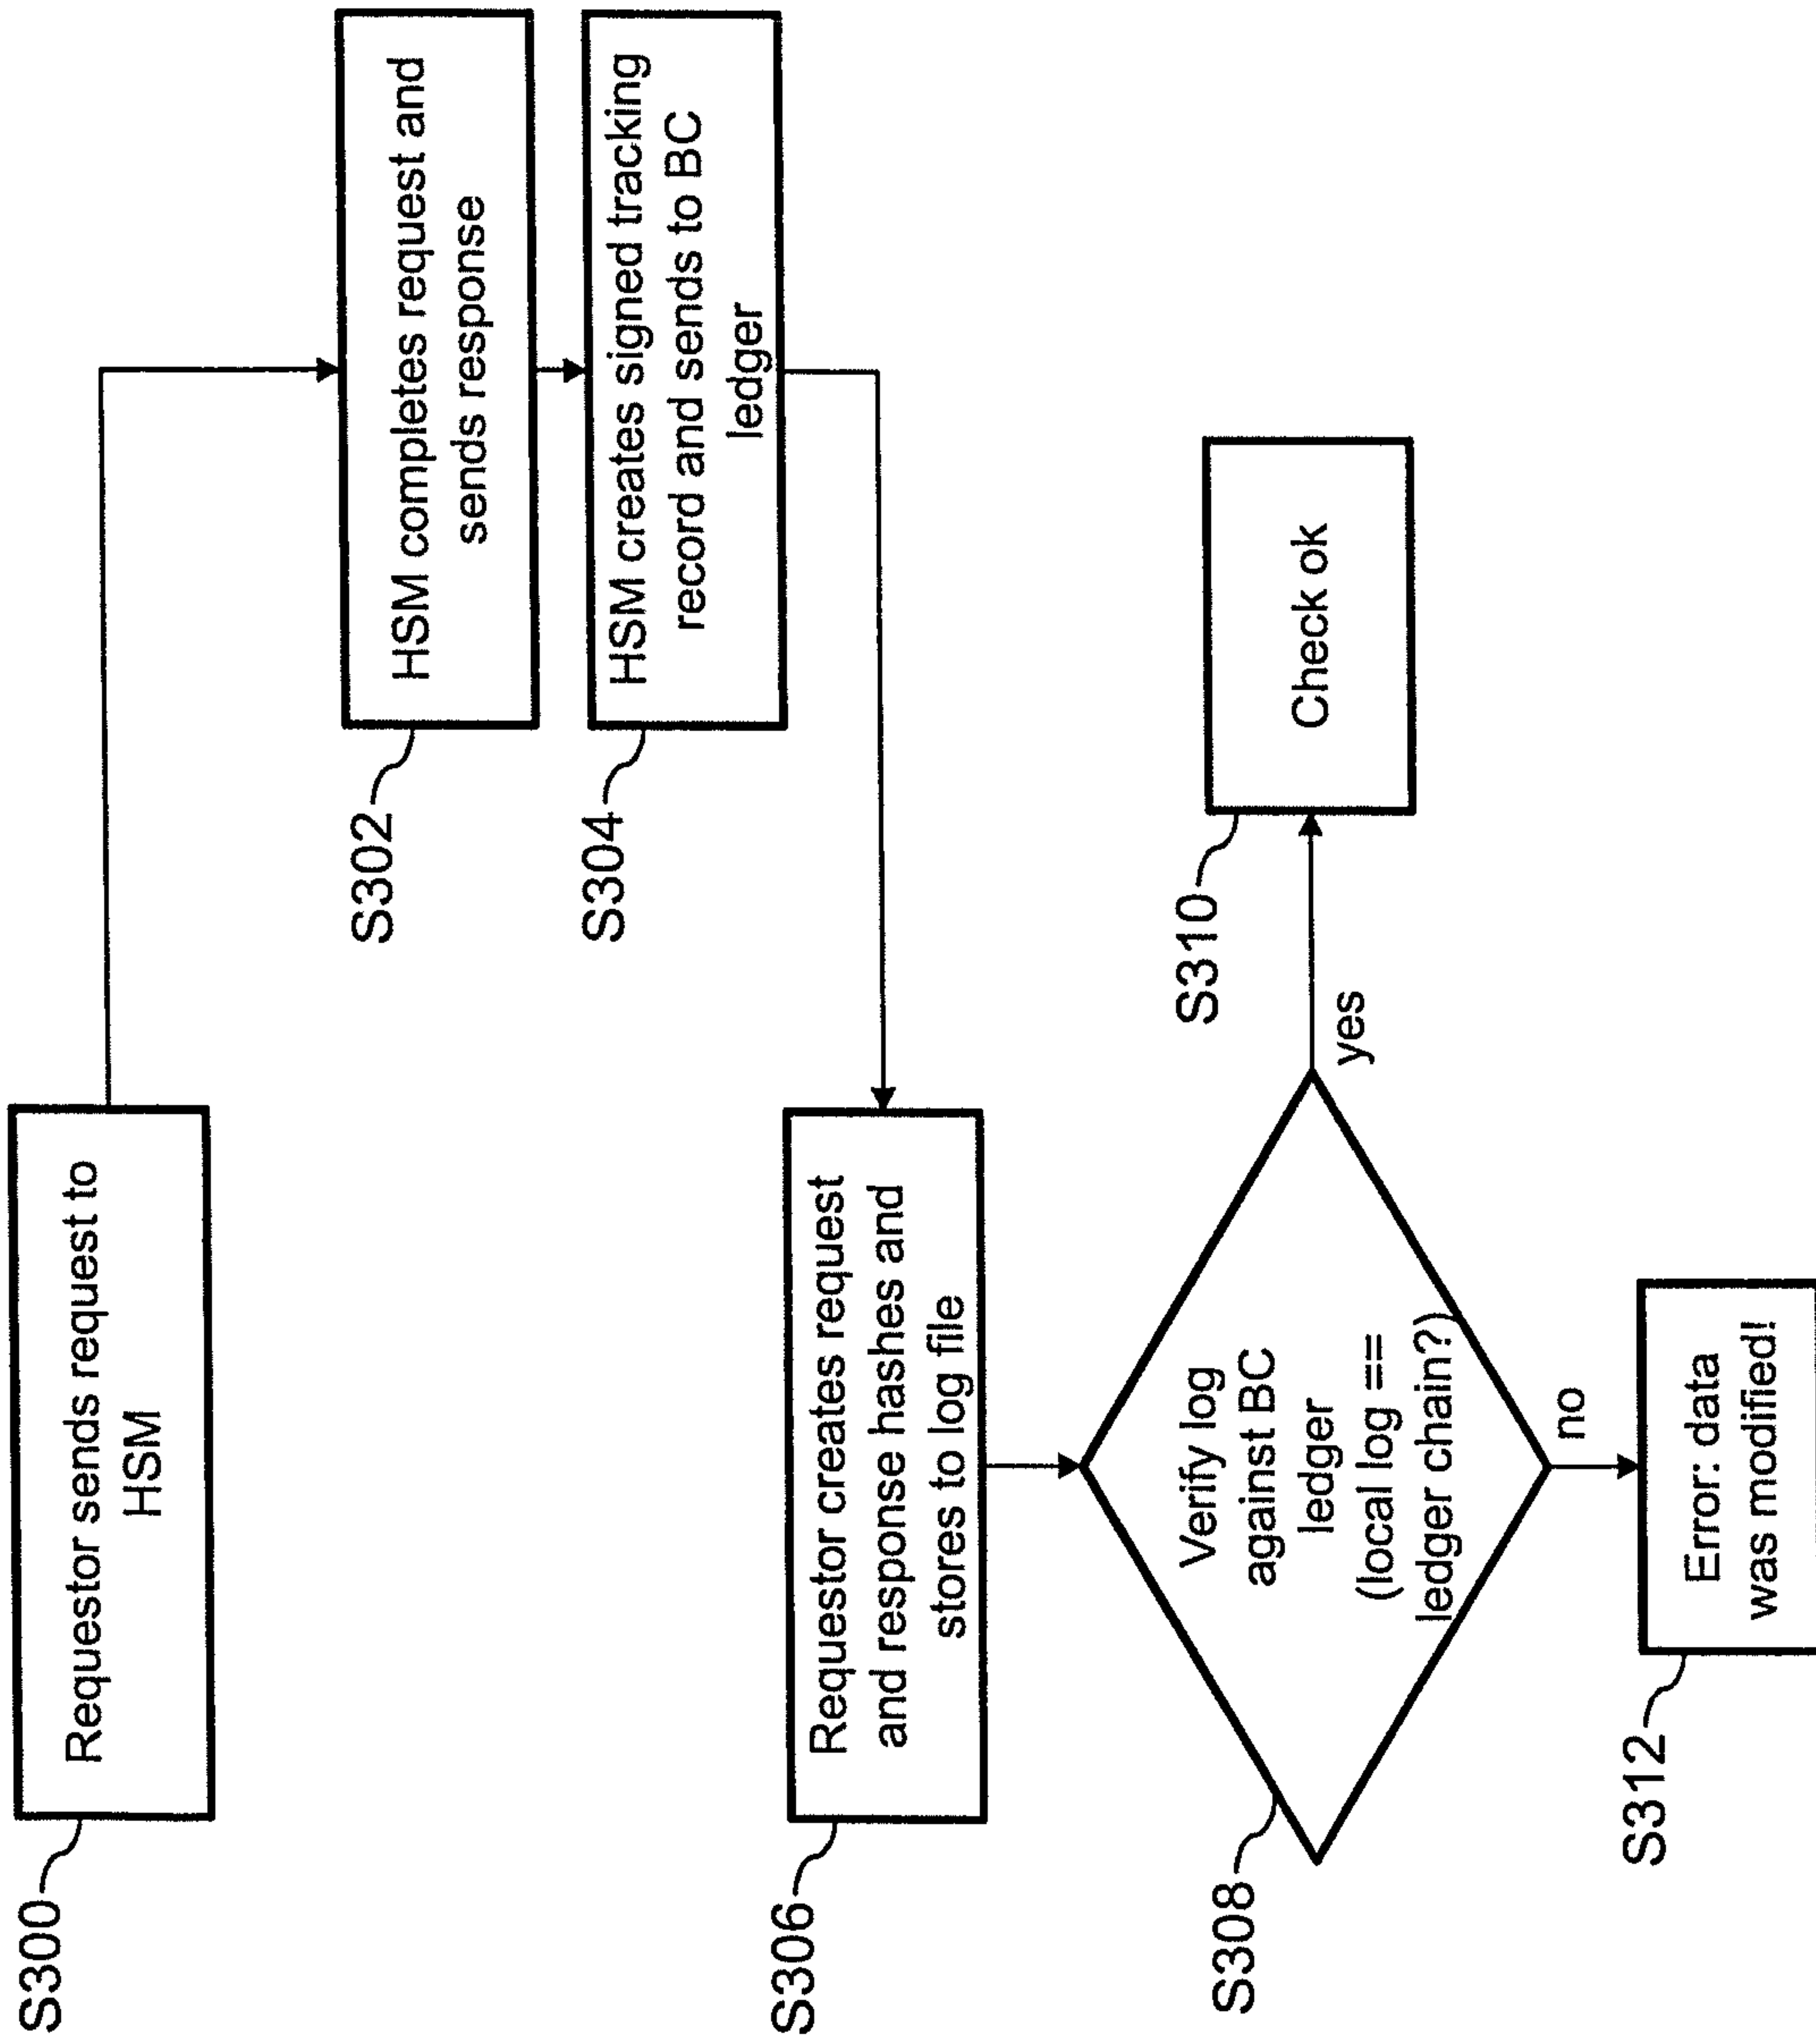 S300
Requestor sends request to
HSM
S302
HSM completes request and
sends response
S304
HSM creates signed tracking
record and sends to BC
ledger
S306
Requestor creates request
and response hashes and
stores to log file
S308
Verify log
against BC
ledger
(local log ==
ledger chain?)
yes
S310
Check ok
no
S312
Error: data
was modified!